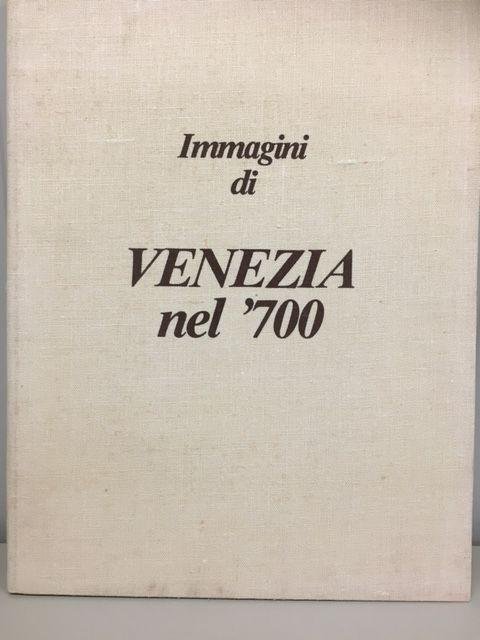 Immagini
di
VENEZIA
nel ’700